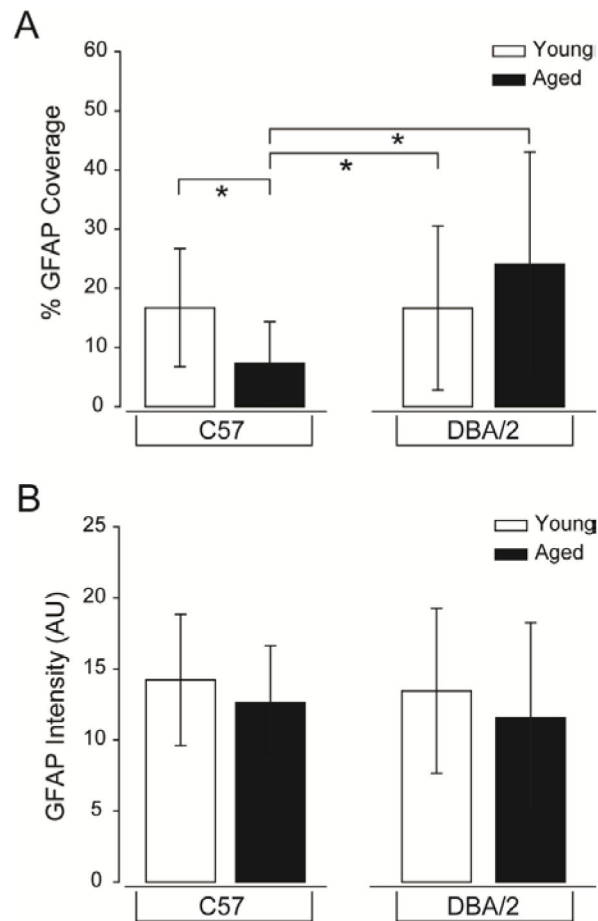 A
60
50
40
30
20
10
0
% GFAP Coverage
Young
Aged
*
*
*
C57
DBA/2
B
25
20
15
10
5
0
GFAP Intensity (AU)
Young
Aged
C57
DBA/2